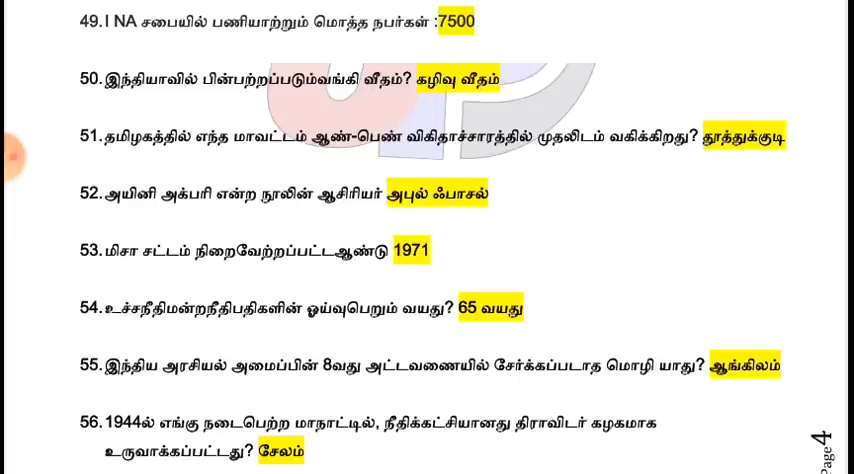 49.I NA சபையில் பணியாற்றும் மொத்த நபர்கள் :7500
50.இந்தியாவில் பின்பற்றப்படும்வங்கி வீதம்? கழிவு வீதம்
51.தமிழகத்தில் எந்த மாவட்டம் ஆண்-பெண் விகிதாச்சாரத்தில் முதலிடம் வகிக்கிறது? தூத்துக்குடி
52.அயினி அக்பரி என்ற நூலின் ஆசிரியர் அபுல் ஃபாசல்
53.மிசா சட்டம் நிறைவேற்றப்பட்டஆண்டு 1971
54.உச்சநீதிமன்றநீதிபதிகளின் ஓய்வுபெறும் வயது? 65 வயது
55.இந்திய அரசியல் அமைப்பின் 8வது அட்டவணையில் சேர்க்கப்படாத மொழி யாது? ஆங்கிலம்
56.1944ல் எங்கு நடைபெற்ற மாநாட்டில், நீதிக்கட்சியானது திராவிடர் கழகமாக
உருவாக்கப்பட்டது? சேலம்
Page4